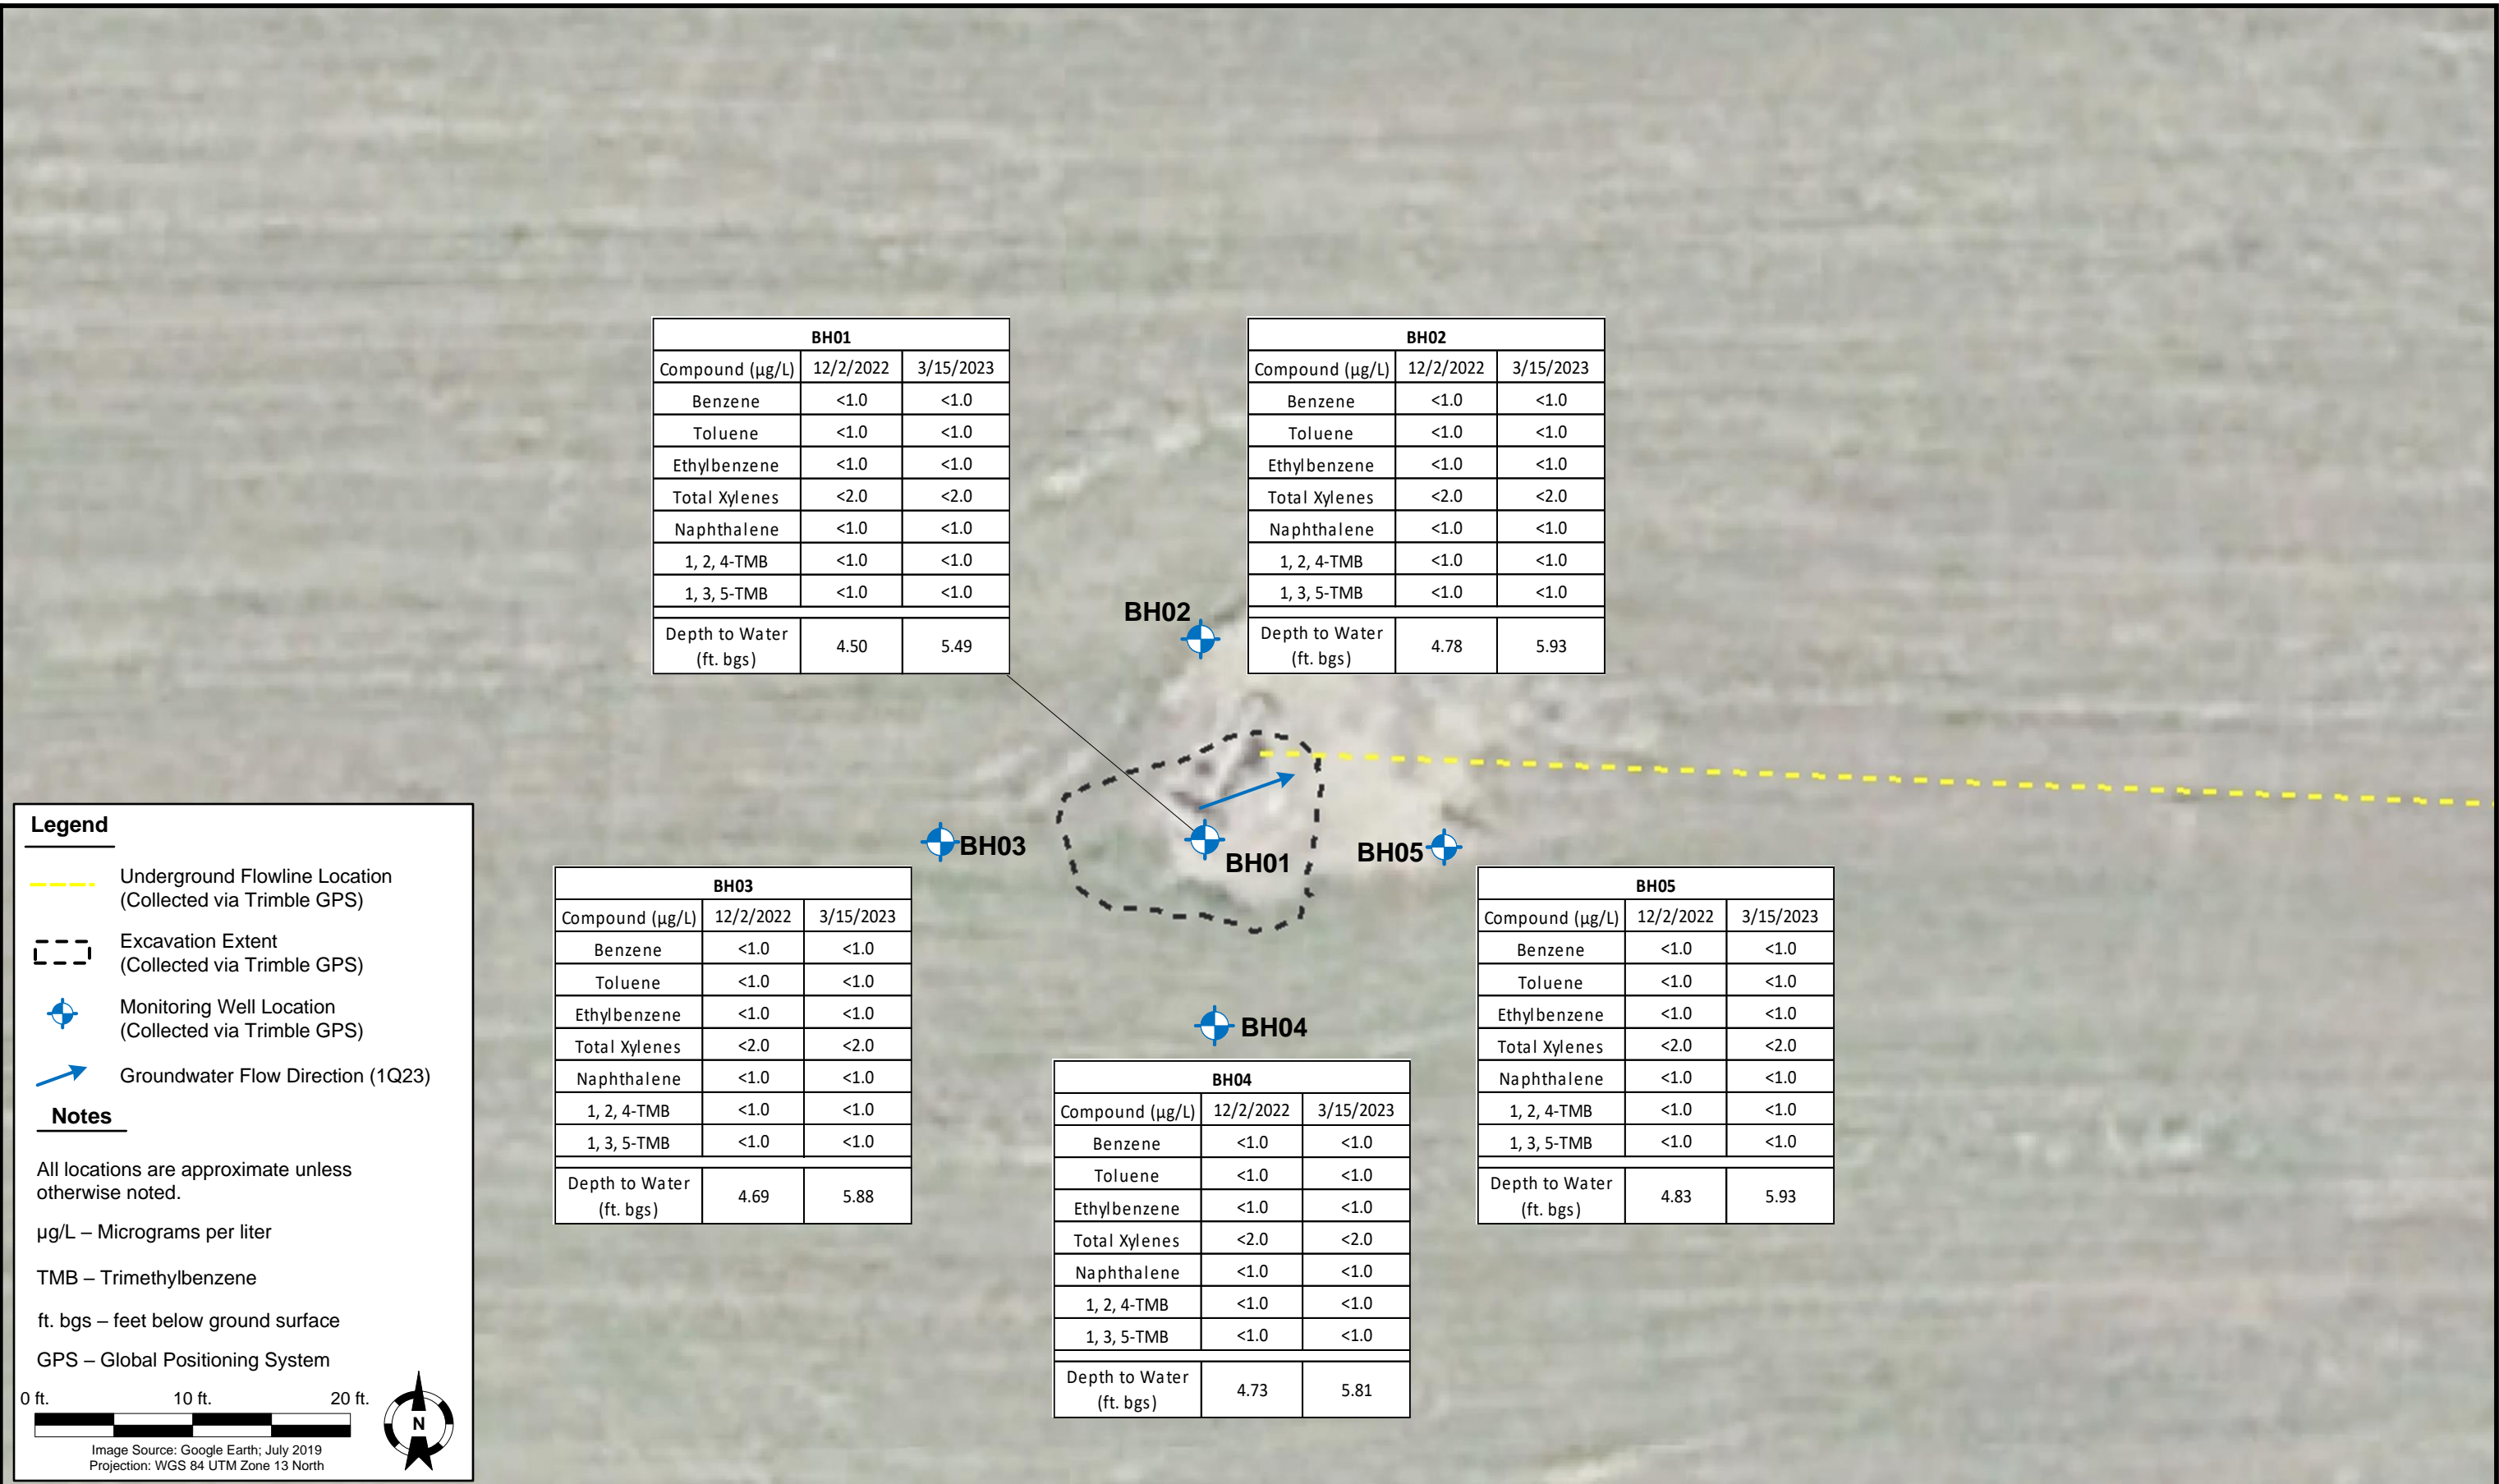 BH01
Compound (µg/L) 12/2/2022 3/15/2023
Benzene <1.0 <1.0
Toluene <1.0 <1.0
Ethylbenzene <1.0 <1.0
Total Xylenes <2.0 <2.0
Naphthalene <1.0 <1.0
1, 2, 4-TMB <1.0 <1.0
1, 3, 5-TMB <1.0 <1.0
Depth to Water
(ft. bgs) 4.50 5.49
BH02
Compound (µg/L) 12/2/2022 3/15/2023
Benzene <1.0 <1.0
Toluene <1.0 <1.0
Ethylbenzene <1.0 <1.0
Total Xylenes <2.0 <2.0
Naphthalene <1.0 <1.0
1, 2, 4-TMB <1.0 <1.0
1, 3, 5-TMB <1.0 <1.0
Depth to Water
(ft. bgs) 4.78 5.93
BH02
BH03
BH01
BH05
BH04
BH03
Compound (µg/L) 12/2/2022 3/15/2023
Benzene <1.0 <1.0
Toluene <1.0 <1.0
Ethylbenzene <1.0 <1.0
Total Xylenes <2.0 <2.0
Naphthalene <1.0 <1.0
1, 2, 4-TMB <1.0 <1.0
1, 3, 5-TMB <1.0 <1.0
Depth to Water
(ft. bgs) 4.69 5.88
BH04
Compound (µg/L) 12/2/2022 3/15/2023
Benzene <1.0 <1.0
Toluene <1.0 <1.0
Ethylbenzene <1.0 <1.0
Total Xylenes <2.0 <2.0
Naphthalene <1.0 <1.0
1, 2, 4-TMB <1.0 <1.0
1, 3, 5-TMB <1.0 <1.0
Depth to Water
(ft. bgs) 4.73 5.81
BH05
Compound (µg/L) 12/2/2022 3/15/2023
Benzene <1.0 <1.0
Toluene <1.0 <1.0
Ethylbenzene <1.0 <1.0
Total Xylenes <2.0 <2.0
Naphthalene <1.0 <1.0
1, 2, 4-TMB <1.0 <1.0
1, 3, 5-TMB <1.0 <1.0
Depth to Water
(ft. bgs) 4.83 5.93
Legend
Underground Flowline Location
(Collected via Trimble GPS)
Excavation Extent
(Collected via Trimble GPS)
Monitoring Well Location
(Collected via Trimble GPS)
Groundwater Flow Direction (1Q23)
Notes
All locations are approximate unless
otherwise noted.
µg/L – Micrograms per liter
TMB – Trimethylbenzene
ft. bgs – feet below ground surface
GPS – Global Positioning System
0 ft. 10 ft. 20 ft.
N
Image Source: Google Earth; July 2019
Projection: WGS 84 UTM Zone 13 North